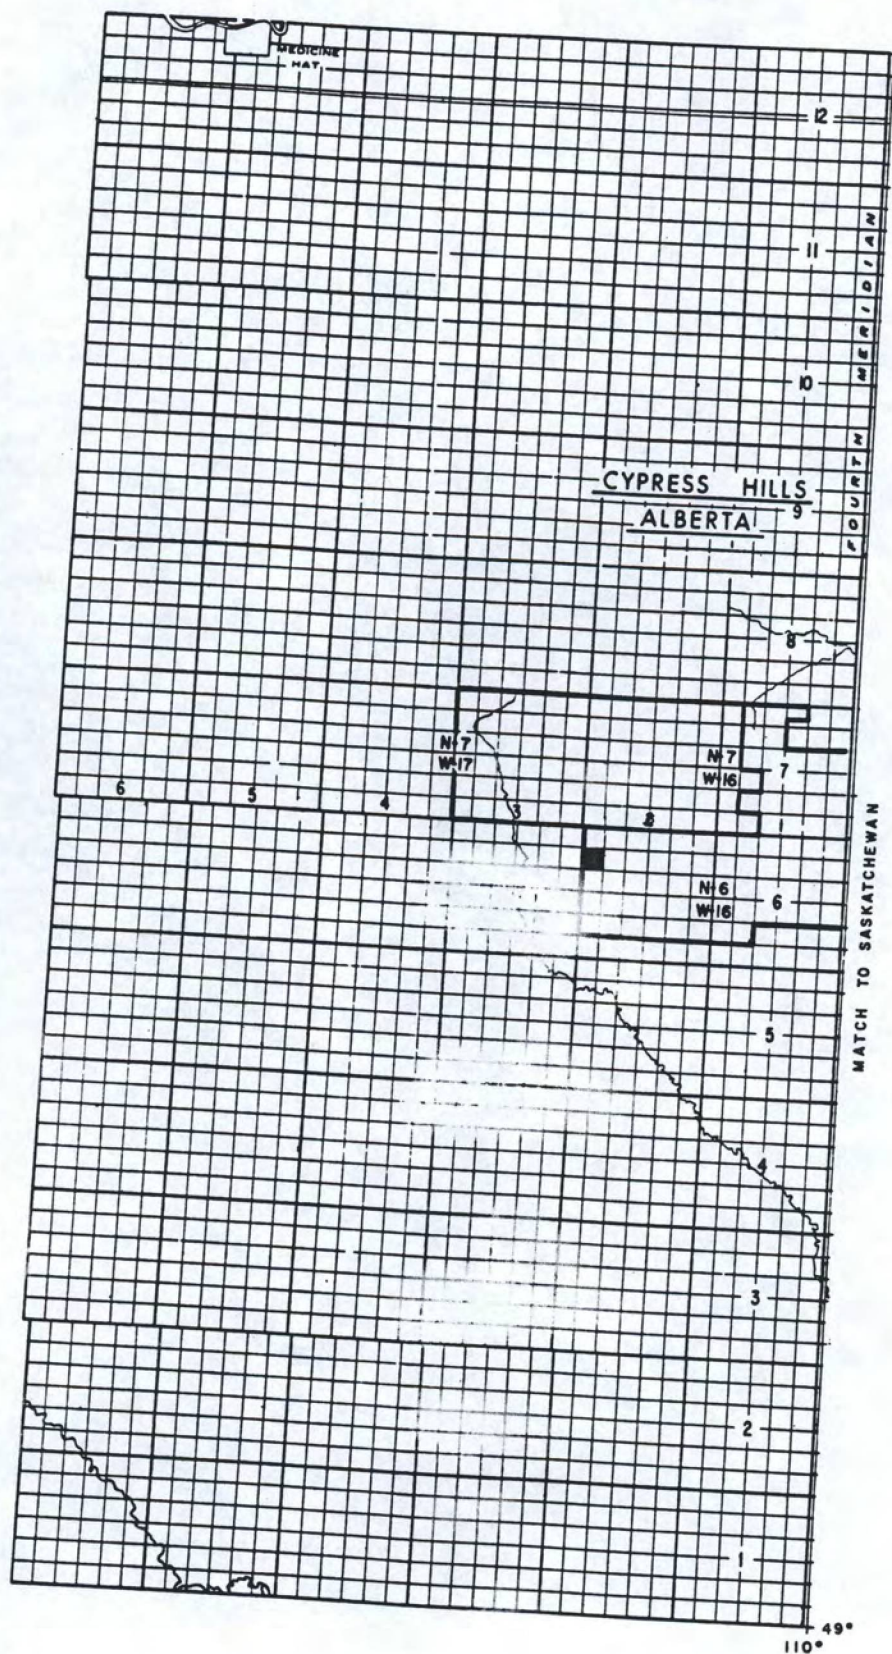 MEDICINE
HAT
12
11
10
FOURTH MERIDIAN
CYPRESS HILLS
9
ALBERTA
8
N-7
W-17
N-7
W-16
7
6 5 4 3 2
N-6
W-16
6
MATCH TO SASKATCHEWAN
5
4
3
2
1
49°
110°